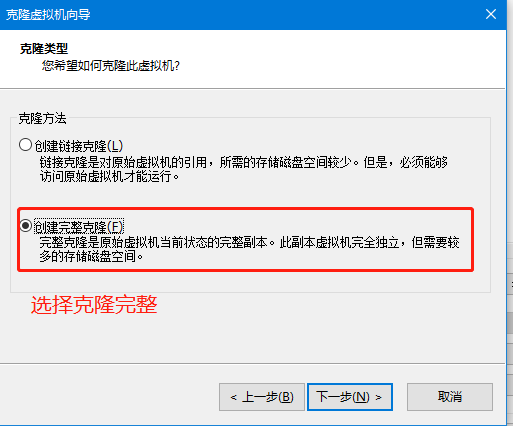 克隆虚拟机向导
克隆类型
您希望如何克隆此虚拟机?
克隆方法
创建链接克隆(L)
链接克隆是对原始虚拟机的引用，所需的存储磁盘空间较少。但是，必须能够
访问原始虚拟机才能运行。
创建完整克隆(F)
完整克隆是原始虚拟机当前状态的完整副本。此副本虚拟机完全独立，但需要较
多的存储磁盘空间。
选择克隆完整
< 上一步(B)
下一步(N) >
取消